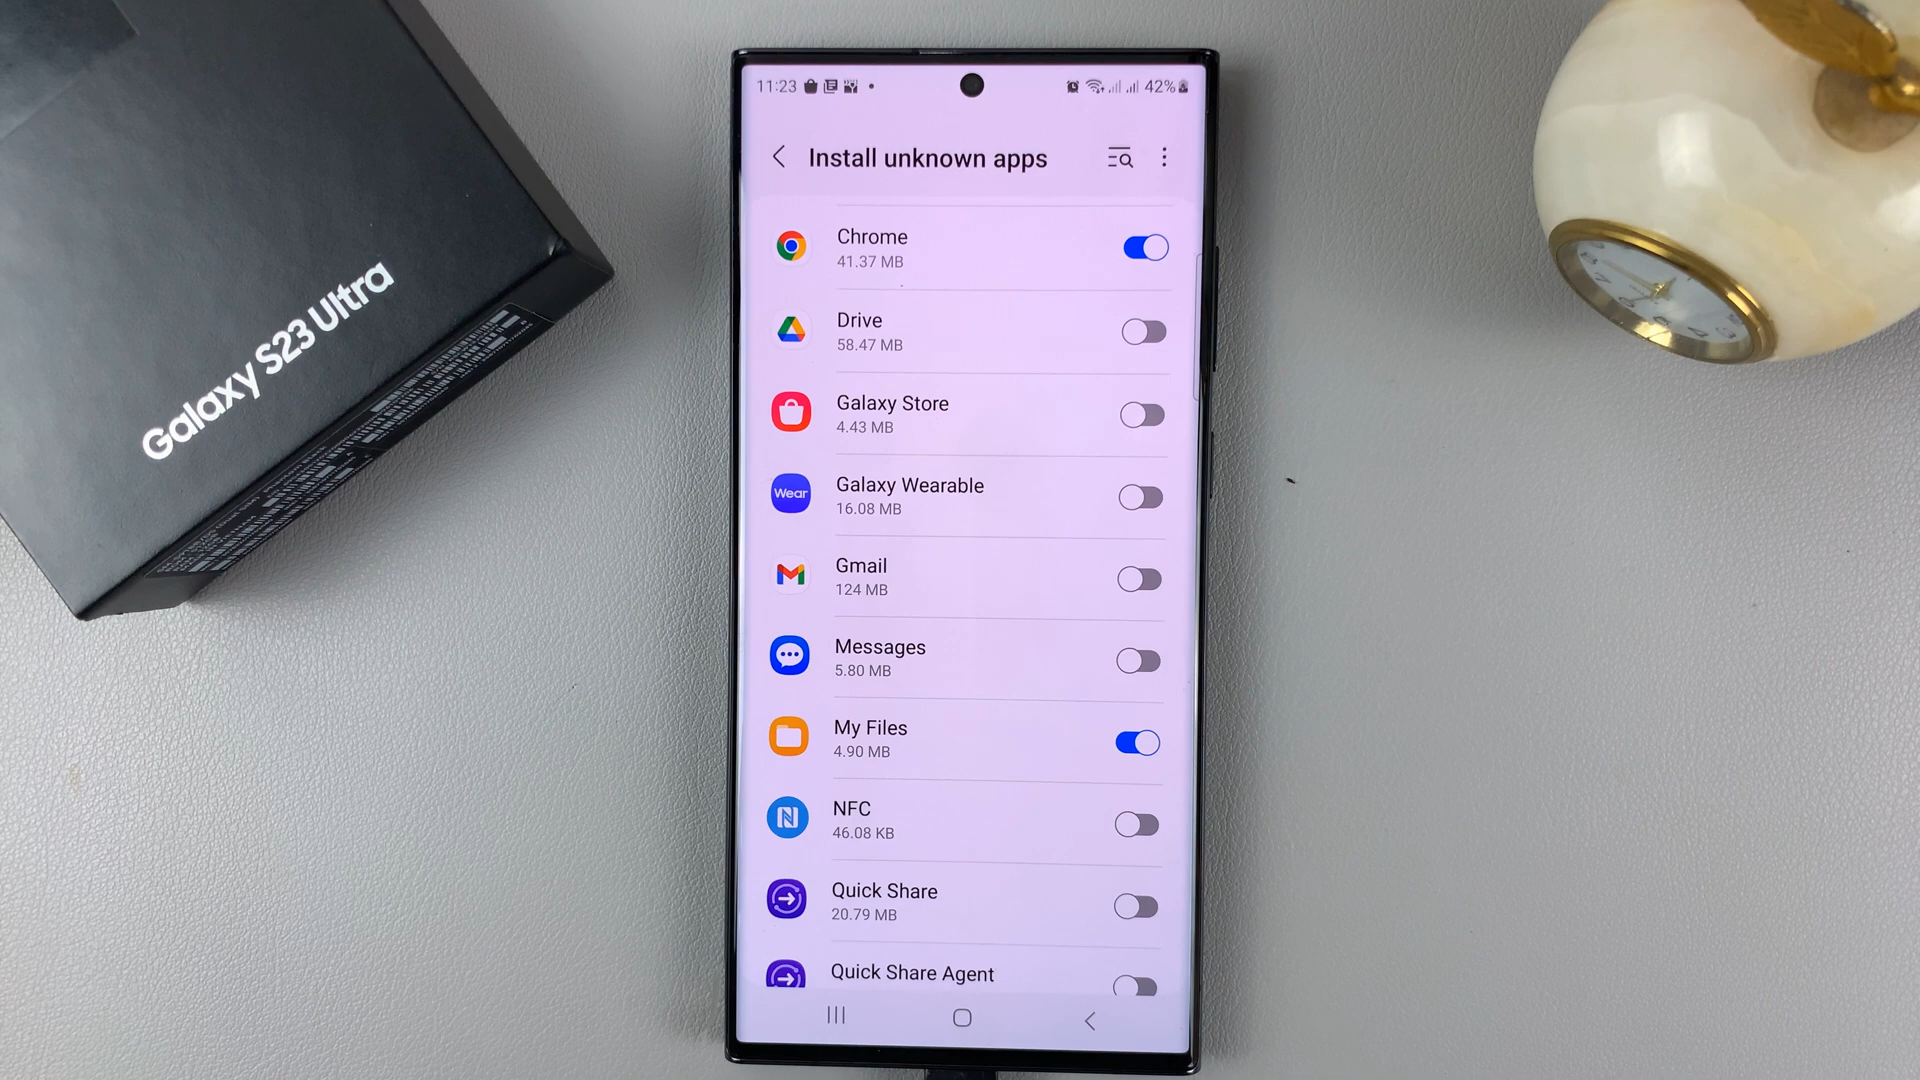 Galaxy S23 Ultra
11:23
42%
Install unknown apps
Chrome
41.37 MB
Drive
58.47 MB
Galaxy Store
4.43 MB
Wear
Galaxy Wearable
16.08 MB
Gmail
124 MB
Messages
5.80 MB
My Files
4.90 MB
NFC
46.08 KB
Quick Share
20.79 MB
Quick Share Agent